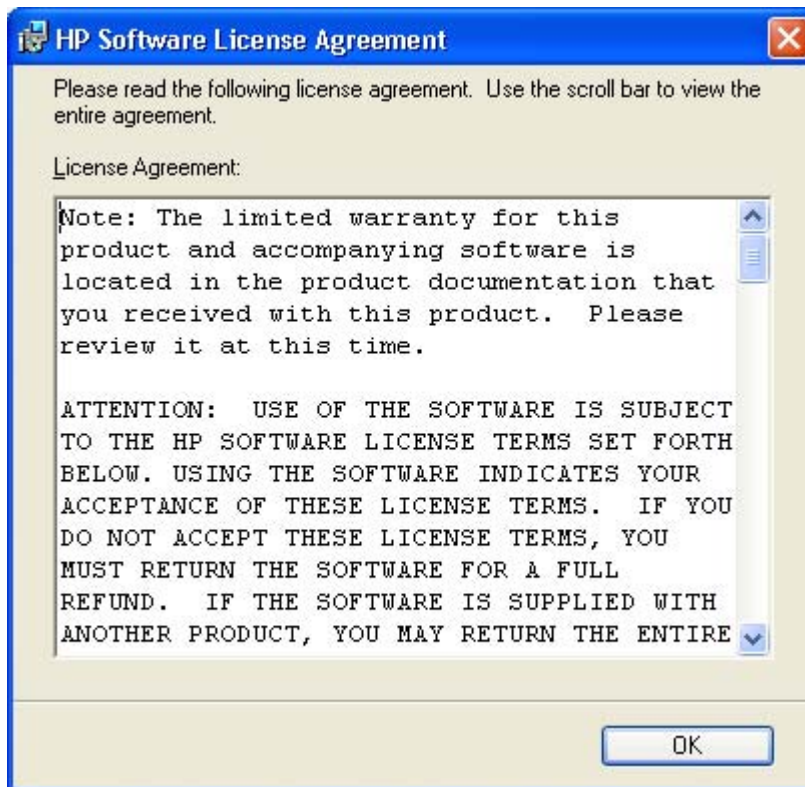 HP Software License Agreement
Please read the following license agreement.  Use the scroll bar to view the
entire agreement.
License Agreement:
Note: The limited warranty for this
product and accompanying software is
located in the product documentation that
you received with this product.  Please
review it at this time.
ATTENTION:  USE OF THE SOFTWARE IS SUBJECT
TO THE HP SOFTWARE LICENSE TERMS SET FORTH
BELOW. USING THE SOFTWARE INDICATES YOUR
ACCEPTANCE OF THESE LICENSE TERMS.  IF YOU
DO NOT ACCEPT THESE LICENSE TERMS, YOU
MUST RETURN THE SOFTWARE FOR A FULL
REFUND.  IF THE SOFTWARE IS SUPPLIED WITH
ANOTHER PRODUCT, YOU MAY RETURN THE ENTIRE
OK